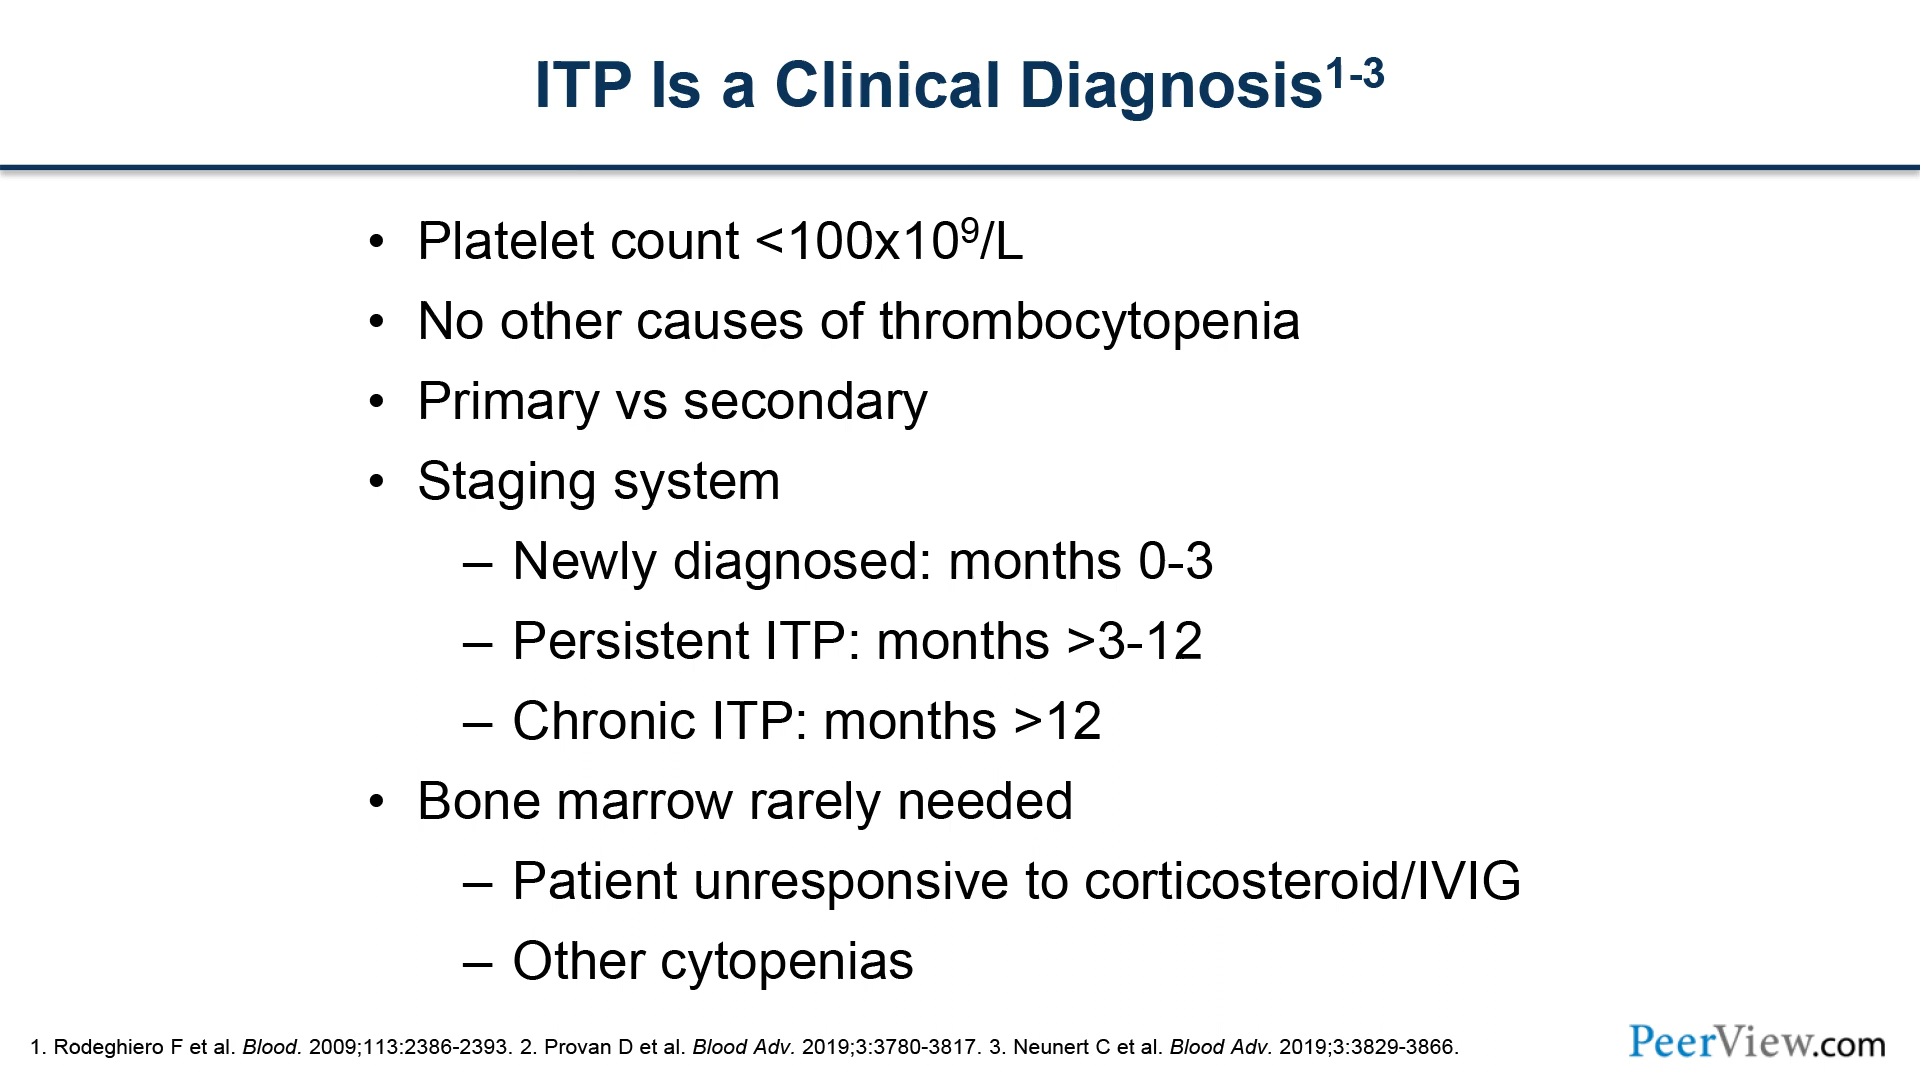 ITP Is a Clinical Diagnosis¹⁻³
• Platelet count <100x10⁹/L
• No other causes of thrombocytopenia
• Primary vs secondary
• Staging system
– Newly diagnosed: months 0-3
– Persistent ITP: months >3-12
– Chronic ITP: months >12
• Bone marrow rarely needed
– Patient unresponsive to corticosteroid/IVIG
– Other cytopenias
1. Rodeghiero F et al. Blood. 2009;113:2386-2393. 2. Provan D et al. Blood Adv. 2019;3:3780-3817. 3. Neunert C et al. Blood Adv. 2019;3:3829-3866.
PeerView.com